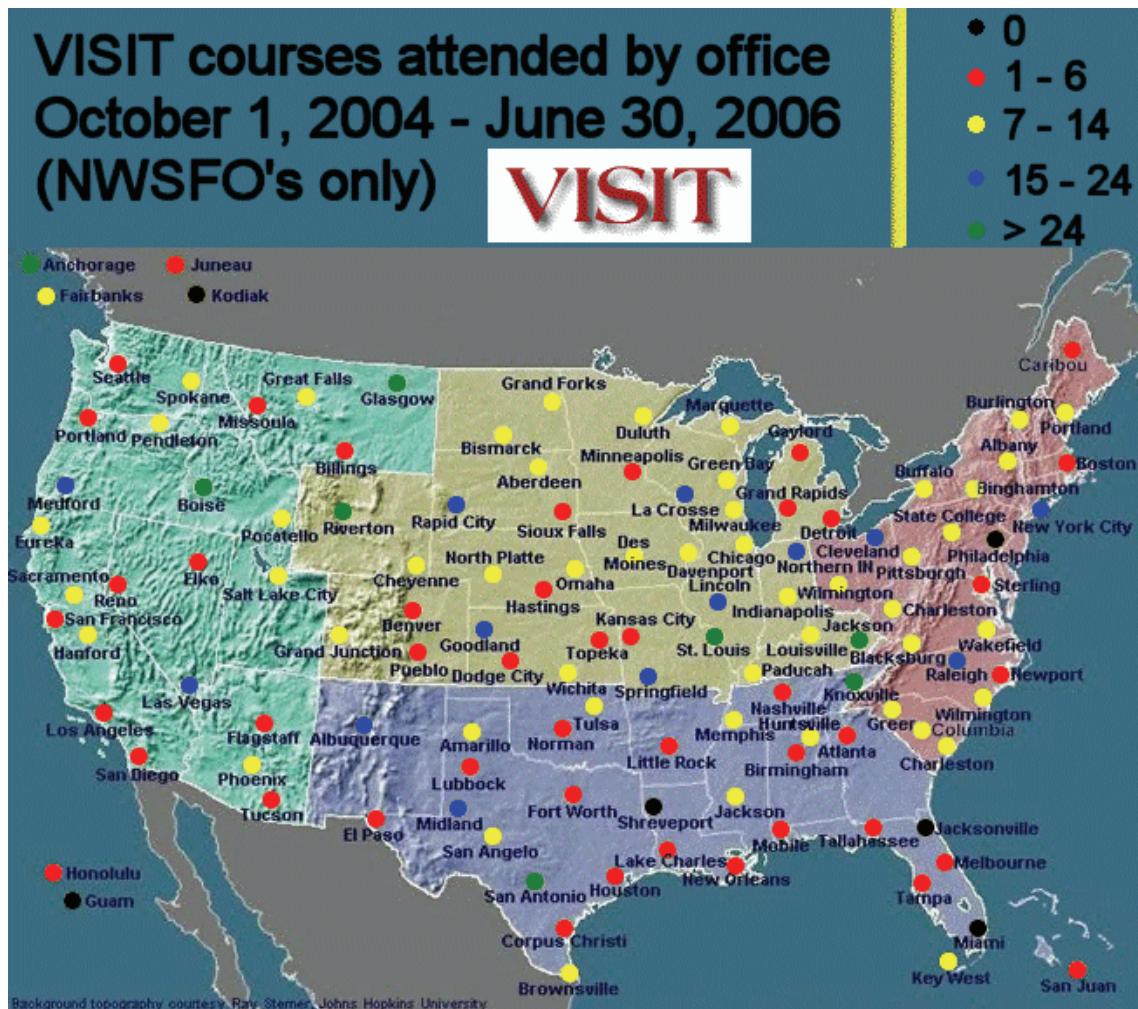 VISIT courses attended by office
October 1, 2004 - June 30, 2006
(NWSFO's only)
VISIT
0
1 - 6
7 - 14
15 - 24
> 24
Anchorage
Juneau
Fairbanks
Kodiak
Seattle
Spokane
Great Falls
Glasgow
Portland
Pendleton
Missoula
Billings
Medford
Boise
Eureka
Pocatello
Riverton
Sacramento
Reno
Elko
Salt Lake City
Cheyenne
San Francisco
Hanford
Las Vegas
Grand Junction
Denver
Pueblo
Los Angeles
Flagstaff
Albuquerque
San Diego
Phoenix
Tucson
El Paso
Grand Forks
Bismarck
Duluth
Marquette
Aberdeen
Minneapolis
Green Bay
Gaylord
Rapid City
Sioux Falls
La Crosse
Grand Rapids
Milwaukee
Detroit
North Platte
Omaha
Des
Moines
Davenport
Chicago
Northern IN
Cleveland
Hastings
Lincoln
Indianapolis
Wilmington
Pittsburgh
Goodland
Topeka
Kansas City
St. Louis
Louisville
Jackson
Charleston
Dodge City
Wichita
Springfield
Paducah
Caribou
Burlington
Portland
Albany
Boston
Buffalo
Binghamton
State College
New York City
Philadelphia
Sterling
Blacksburg
Wakefield
Raleigh
Newport
Knoxville
Greer
Wilmington
Columbia
Charleston
Nashville
Huntsville
Memphis
Atlanta
Birmingham
Amarillo
Tulsa
Norman
Little Rock
Lubbock
Midland
Fort Worth
Shreveport
Jackson
San Angelo
Lake Charles
Mobile
Tallahassee
Jacksonville
San Antonio
Houston
New Orleans
Melbourne
Tampa
Corpus Christi
Miami
Brownsville
Key West
San Juan
Honolulu
Guam
Background topography courtesy Ray Sterner, Johns Hopkins University